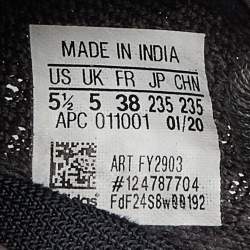 MADE IN INDIA
US UK FR JP CHN
5½ 5 38 235 235
APC 011001 01/20
ART FY2903
#124787704
adidas FdF24S8w00192